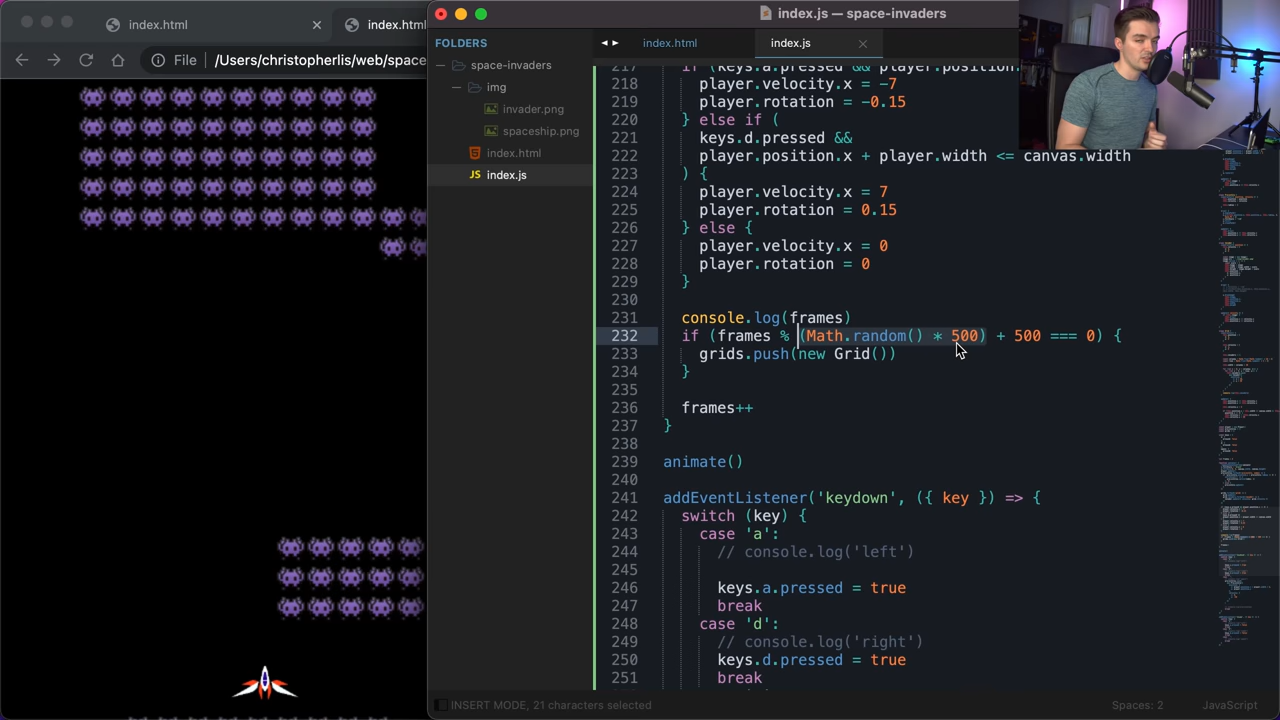 index.html
index.html
File
/Users/christopherlis/web/space
index.js — space-invaders
FOLDERS
space-invaders
img
invader.png
spaceship.png
index.html
JS index.js
index.html
index.js
217 if (keys.a.pressed && player.position.
218 player.velocity.x = -7
219 player.rotation = -0.15
220 } else if (
221 keys.d.pressed &&
222 player.position.x + player.width <= canvas.width
223 ) {
224 player.velocity.x = 7
225 player.rotation = 0.15
226 } else {
227 player.velocity.x = 0
228 player.rotation = 0
229 }
230
231 console.log(frames)
232 if (frames % (Math.random() * 500) + 500 === 0) {
233 grids.push(new Grid())
234 }
235
236 frames++
237 }
238
239 animate()
240
241 addEventListener('keydown', ({ key }) => {
242 switch (key) {
243 case 'a':
244 // console.log('left')
245
246 keys.a.pressed = true
247 break
248 case 'd':
249 // console.log('right')
250 keys.d.pressed = true
251 break
INSERT MODE, 21 characters selected
Spaces: 2
JavaScript